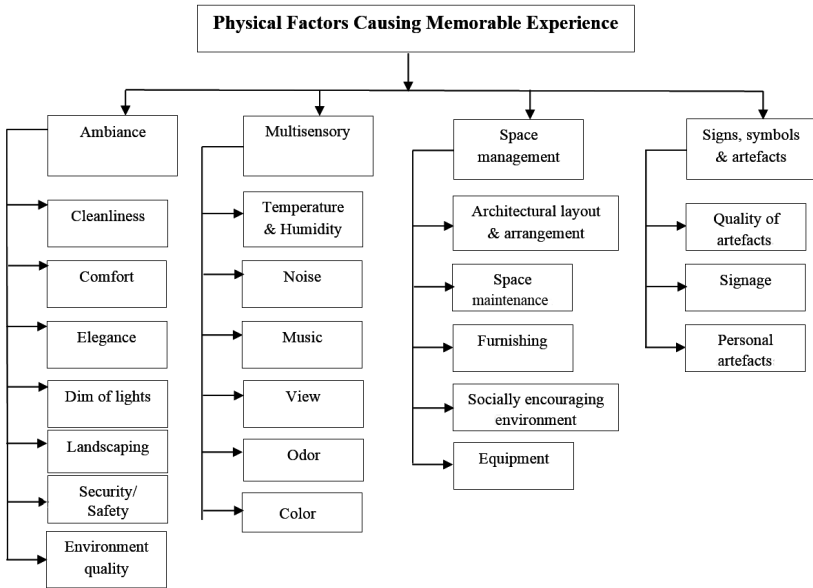 Physical Factors Causing Memorable Experience
Ambiance
Cleanliness
Comfort
Elegance
Dim of lights
Landscaping
Security/
Safety
Environment
quality
Multisensory
Temperature
& Humidity
Noise
Music
View
Odor
Color
Space
management
Architectural layout
& arrangement
Space
maintenance
Furnishing
Socially encouraging
environment
Equipment
Signs, symbols
& artefacts
Quality of
artefacts
Signage
Personal
artefacts